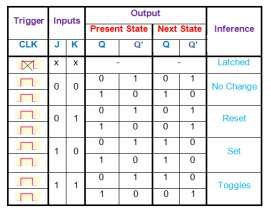 Trigger Inputs Output Inference
Present State Next State
CLK J K Q Q' Q Q'
x x - - Latched
0 0 0 1 0 1 No Change
1 0 1 0
0 1 0 1 0 1 Reset
1 0 0 1
1 0 0 1 1 0 Set
1 0 1 0
1 1 0 1 1 0 Toggles
1 0 0 1